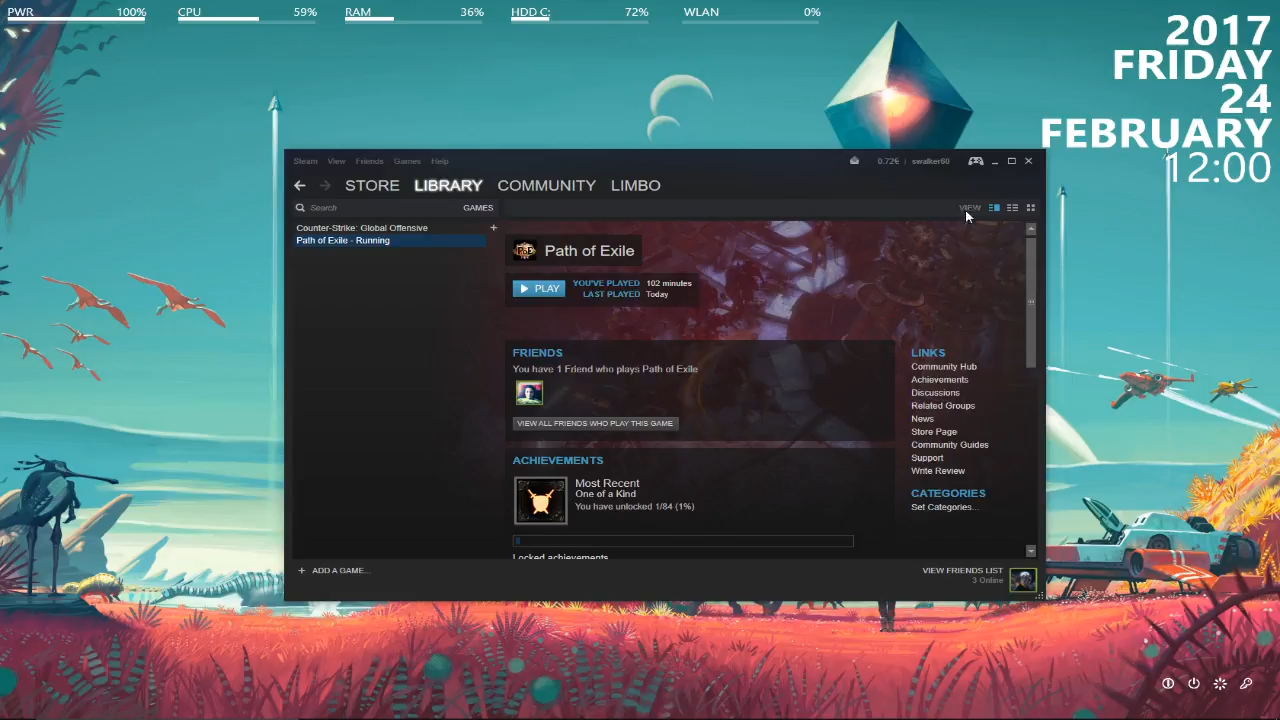 PWR 100% CPU 59% RAM 36% HDD C: 72% WLAN 0%
2017
FRIDAY
24
FEBRUARY
12:00
Steam View Friends Games Help 0.72€ | swalker60
STORE LIBRARY COMMUNITY LIMBO
Search GAMES VIEW
Counter-Strike: Global Offensive
Path of Exile - Running
Path of Exile
PLAY
YOU'VE PLAYED 102 minutes
LAST PLAYED Today
FRIENDS
You have 1 Friend who plays Path of Exile
VIEW ALL FRIENDS WHO PLAY THIS GAME
ACHIEVEMENTS
Most Recent
One of a Kind
You have unlocked 1/84 (1%)
Locked achievements
LINKS
Community Hub
Achievements
Discussions
Related Groups
News
Store Page
Community Guides
Support
Write Review
CATEGORIES
Set Categories...
+ ADD A GAME...
VIEW FRIENDS LIST
3 Online